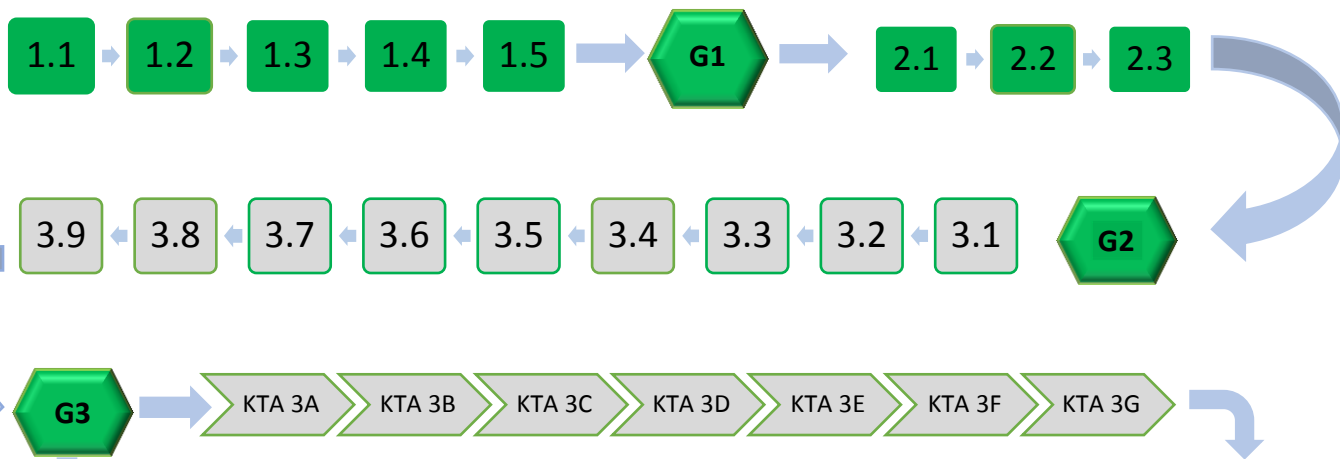 1.1 1.2 1.3 1.4 1.5 G1 2.1 2.2 2.3
3.9 3.8 3.7 3.6 3.5 3.4 3.3 3.2 3.1 G2
G3 KTA 3A KTA 3B KTA 3C KTA 3D KTA 3E KTA 3F KTA 3G